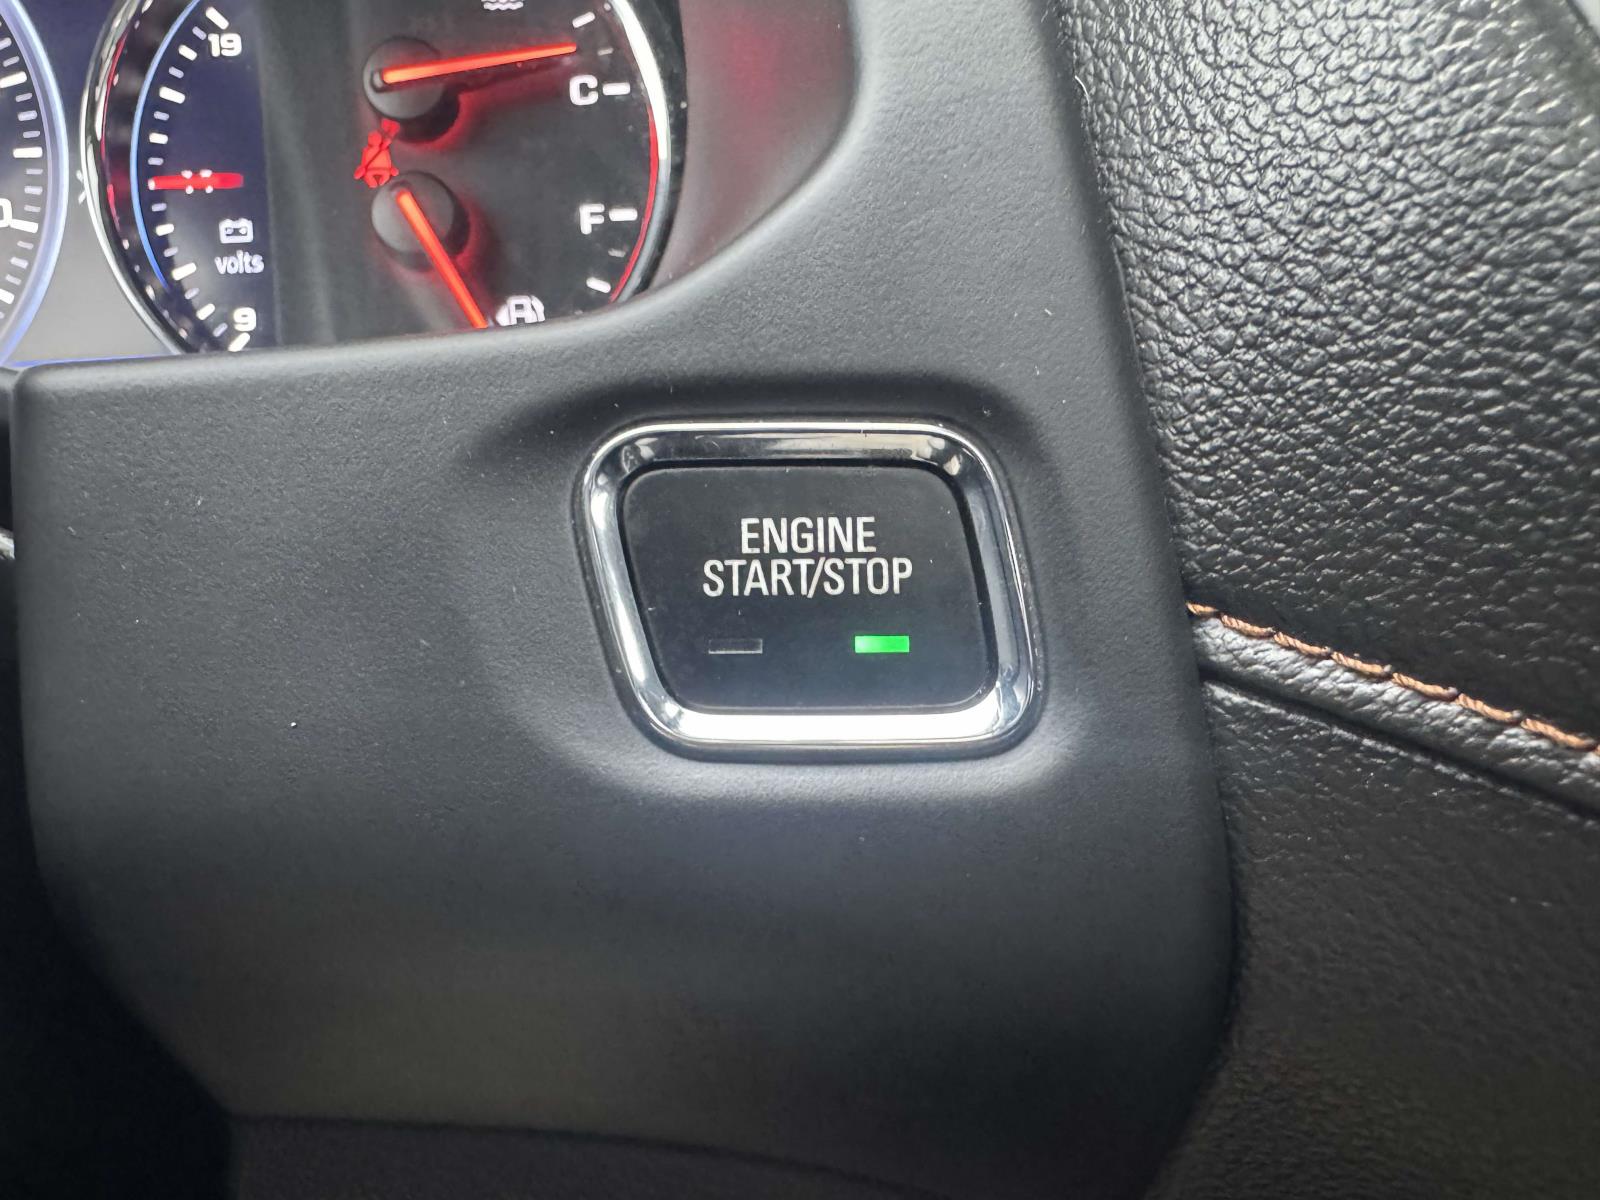 19
C
F
volts
9
ENGINE
START/STOP